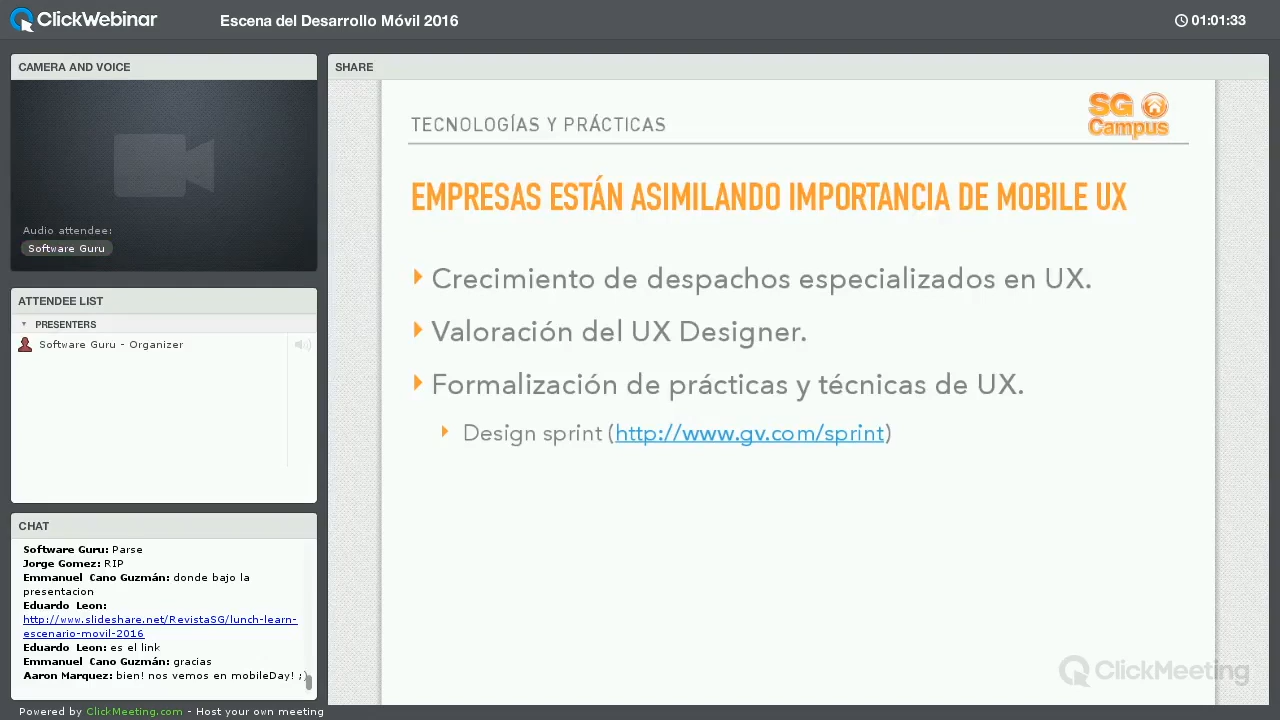 ClickWebinar
Escena del Desarrollo Móvil 2016
01:01:33
CAMERA AND VOICE
Audio attendee:
Software Guru
ATTENDEE LIST
PRESENTERS
Software Guru - Organizer
CHAT
Software Guru: Parse
Jorge Gomez: RIP
Emmanuel Cano Guzmán: donde bajo la
presentacion
Eduardo Leon:
http://www.slideshare.net/RevistaSG/lunch-learn-
escenario-movil-2016
Eduardo Leon: es el link
Emmanuel Cano Guzmán: gracias
Aaron Marquez: bien! nos vemos en mobileDay! ;)
Powered by ClickMeeting.com - Host your own meeting
SHARE
TECNOLOGÍAS Y PRÁCTICAS
SG
Campus
EMPRESAS ESTÁN ASIMILANDO IMPORTANCIA DE MOBILE UX
Crecimiento de despachos especializados en UX.
Valoración del UX Designer.
Formalización de prácticas y técnicas de UX.
Design sprint (http://www.gv.com/sprint)
ClickMeeting